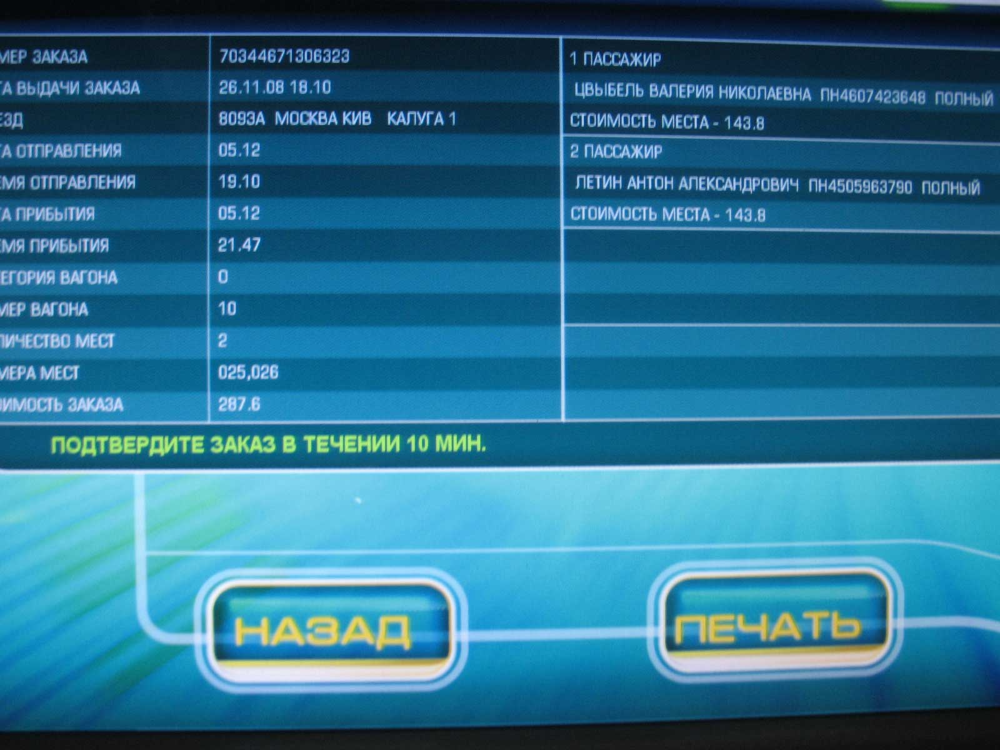 МЕР ЗАКАЗА 70344671306323
ТА ВЫДАЧИ ЗАКАЗА 26.11.08 18.10
ЕЗД 8093А МОСКВА КИВ КАЛУГА 1
ТА ОТПРАВЛЕНИЯ 05.12
ЕМЯ ОТПРАВЛЕНИЯ 19.10
ТА ПРИБЫТИЯ 05.12
ЕМЯ ПРИБЫТИЯ 21.47
ЕГОРИЯ ВАГОНА 0
МЕР ВАГОНА 10
ЛИЧЕСТВО МЕСТ 2
МЕРА МЕСТ 025,026
ИМОСТЬ ЗАКАЗА 287.6
1 ПАССАЖИР
ЦВЫБЕЛЬ ВАЛЕРИЯ НИКОЛАЕВНА ПН4607423648 ПОЛНЫЙ
СТОИМОСТЬ МЕСТА - 143.8
2 ПАССАЖИР
ЛЕТИН АНТОН АЛЕКСАНДРОВИЧ ПН4505963790 ПОЛНЫЙ
СТОИМОСТЬ МЕСТА - 143.8
ПОДТВЕРДИТЕ ЗАКАЗ В ТЕЧЕНИИ 10 МИН.
НАЗАД
ПЕЧАТЬ